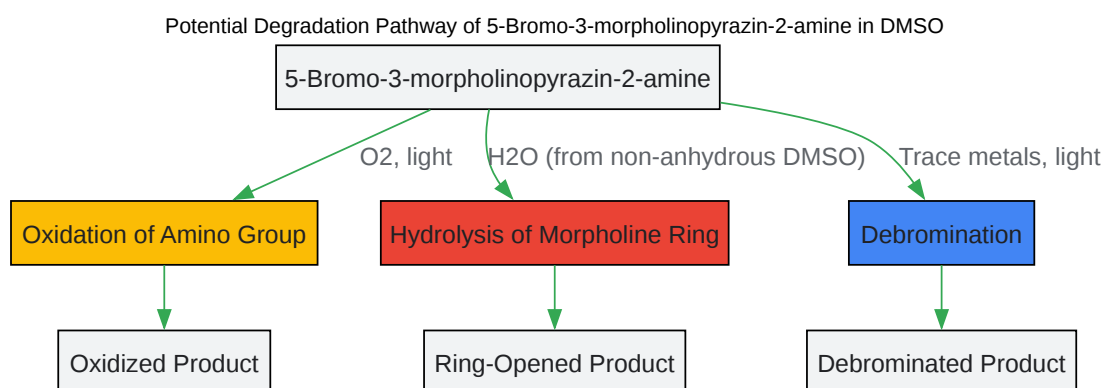 Potential Degradation Pathway of 5-Bromo-3-morpholinopyrazin-2-amine in DMSO
5-Bromo-3-morpholinopyrazin-2-amine
O2, light
H2O (from non-anhydrous DMSO)
Trace metals, light
Oxidation of Amino Group
Hydrolysis of Morpholine Ring
Debromination
Oxidized Product
Ring-Opened Product
Debrominated Product